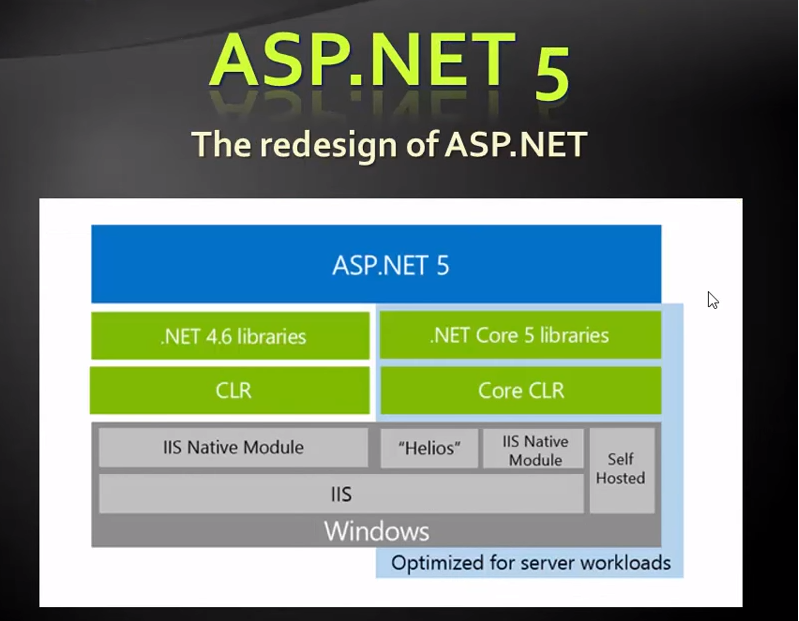 ASP.NET 5
The redesign of ASP.NET
ASP.NET 5
.NET 4.6 libraries
.NET Core 5 libraries
CLR
Core CLR
IIS Native Module
"Helios"
IIS Native
Module
Self
Hosted
IIS
Windows
Optimized for server workloads